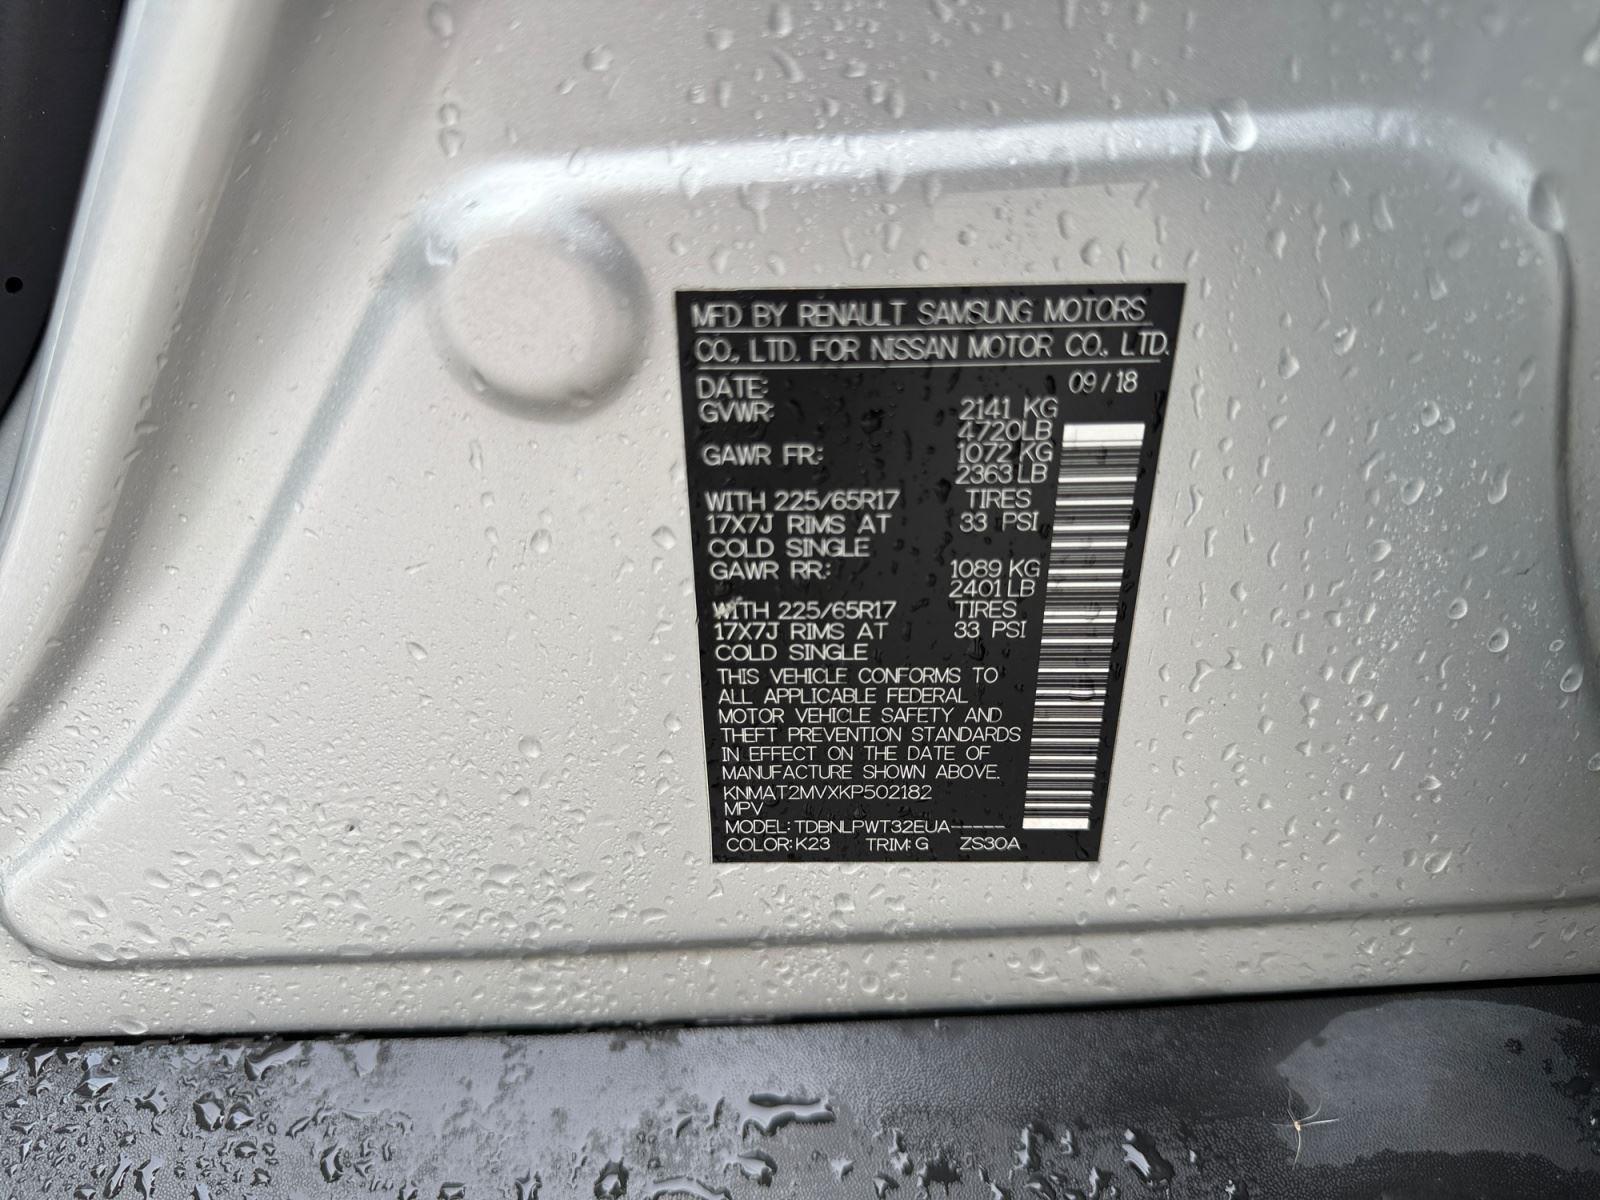 MFD BY RENAULT SAMSUNG MOTORS
CO., LTD. FOR NISSAN MOTOR CO., LTD.
DATE: 09/18
GVWR: 2141 KG
4720LB
GAWR FR: 1072 KG
2363 LB
WITH 225/65R17 TIRES
17X7J RIMS AT 33 PSI
COLD SINGLE
GAWR RR: 1089 KG
2401 LB
WITH 225/65R17 TIRES
17X7J RIMS AT 33 PSI
COLD SINGLE
THIS VEHICLE CONFORMS TO
ALL APPLICABLE FEDERAL
MOTOR VEHICLE SAFETY AND
THEFT PREVENTION STANDARDS
IN EFFECT ON THE DATE OF
MANUFACTURE SHOWN ABOVE.
KNMAT2MVXKP502182
MPV
MODEL: TDBNLPWT32EUA-----
COLOR: K23 TRIM: G ZS30A